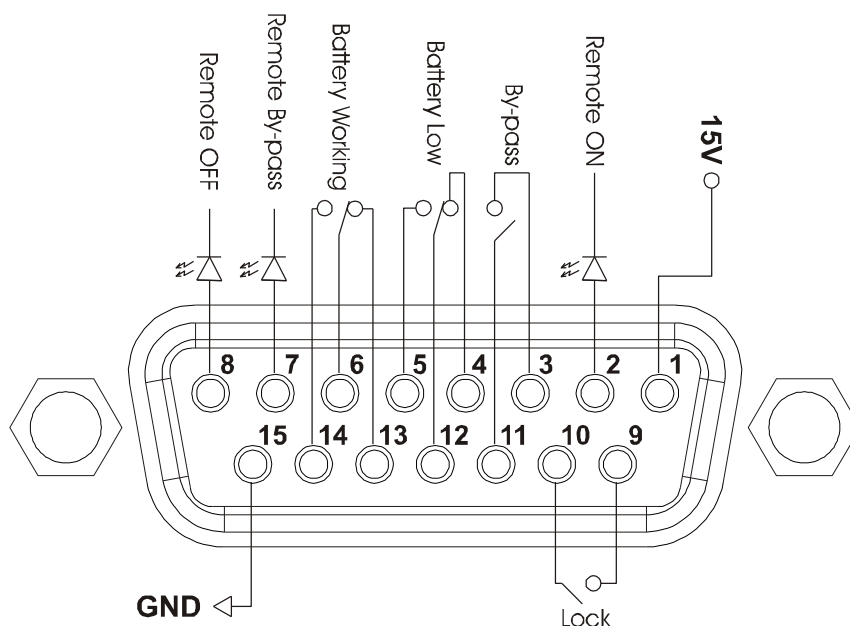 Remote OFF
Remote By-pass
Battery Working
Battery Low
By-pass
Remote ON
15V
8
7
6
5
4
3
2
1
15
14
13
12
11
10
9
GND
Lock